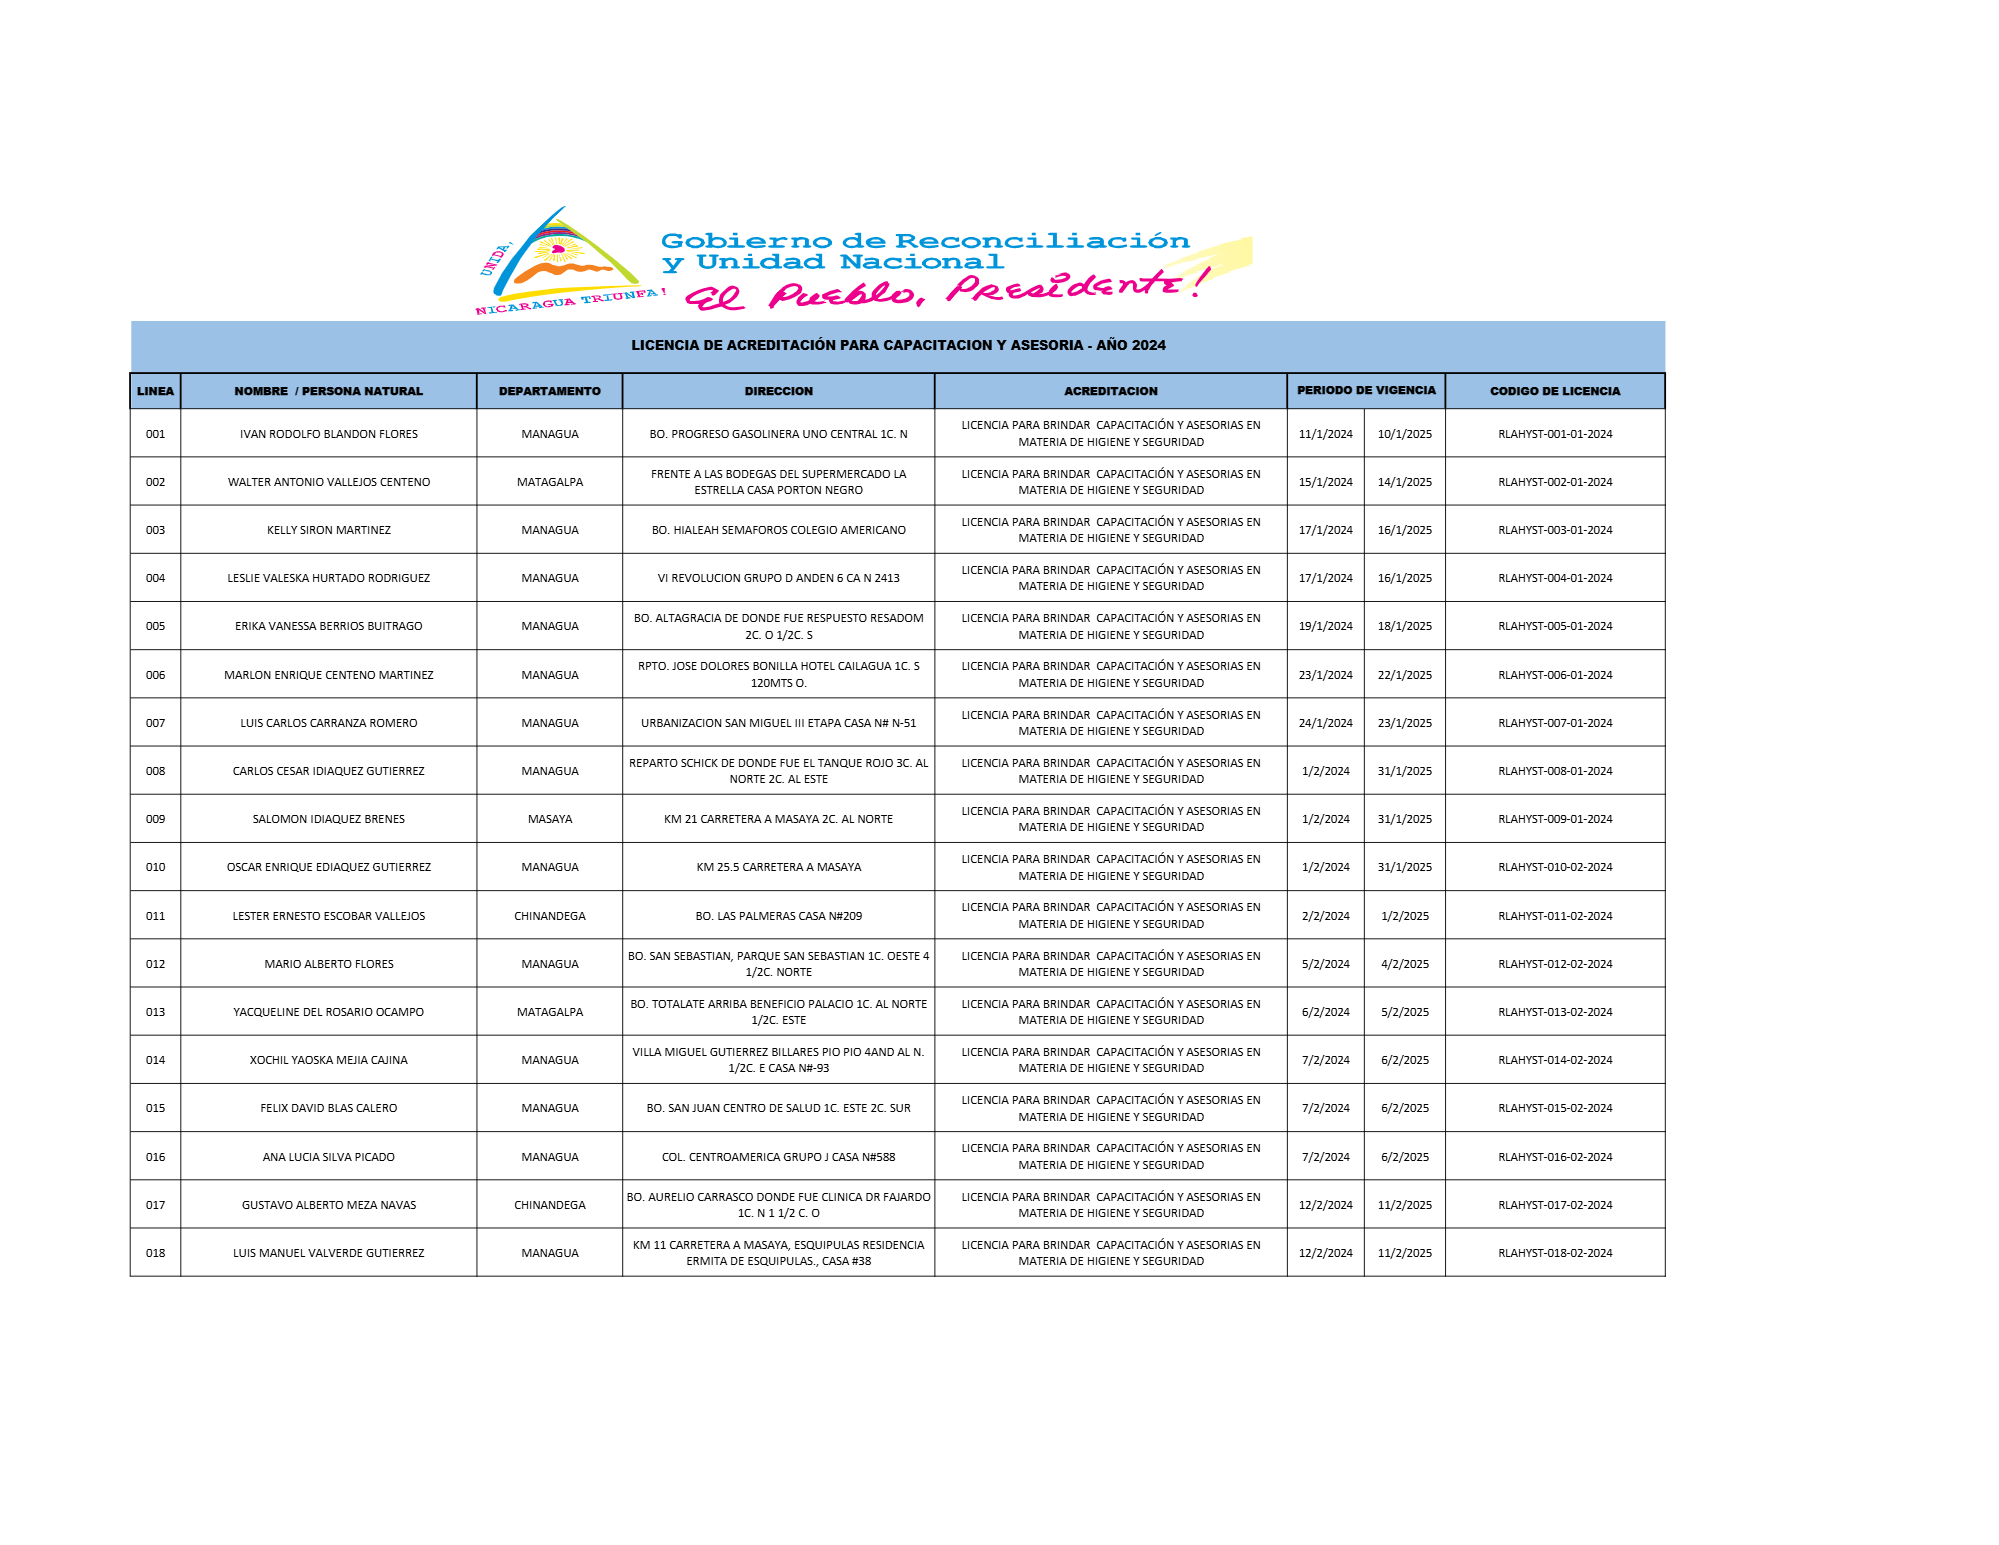 UNIDA,
NICARAGUA TRIUNFA!
Gobierno de Reconciliación
y Unidad Nacional
El Pueblo, Presidente!
LICENCIA DE ACREDITACIÓN PARA CAPACITACION Y ASESORIA - AÑO 2024
LINEA NOMBRE / PERSONA NATURAL DEPARTAMENTO DIRECCION ACREDITACION PERIODO DE VIGENCIA CODIGO DE LICENCIA
001 IVAN RODOLFO BLANDON FLORES MANAGUA BO. PROGRESO GASOLINERA UNO CENTRAL 1C. N LICENCIA PARA BRINDAR CAPACITACIÓN Y ASESORIAS EN MATERIA DE HIGIENE Y SEGURIDAD 11/1/2024 10/1/2025 RLAHYST-001-01-2024
002 WALTER ANTONIO VALLEJOS CENTENO MATAGALPA FRENTE A LAS BODEGAS DEL SUPERMERCADO LA ESTRELLA CASA PORTON NEGRO LICENCIA PARA BRINDAR CAPACITACIÓN Y ASESORIAS EN MATERIA DE HIGIENE Y SEGURIDAD 15/1/2024 14/1/2025 RLAHYST-002-01-2024
003 KELLY SIRON MARTINEZ MANAGUA BO. HIALEAH SEMAFOROS COLEGIO AMERICANO LICENCIA PARA BRINDAR CAPACITACIÓN Y ASESORIAS EN MATERIA DE HIGIENE Y SEGURIDAD 17/1/2024 16/1/2025 RLAHYST-003-01-2024
004 LESLIE VALESKA HURTADO RODRIGUEZ MANAGUA VI REVOLUCION GRUPO D ANDEN 6 CA N 2413 LICENCIA PARA BRINDAR CAPACITACIÓN Y ASESORIAS EN MATERIA DE HIGIENE Y SEGURIDAD 17/1/2024 16/1/2025 RLAHYST-004-01-2024
005 ERIKA VANESSA BERRIOS BUITRAGO MANAGUA BO. ALTAGRACIA DE DONDE FUE RESPUESTO RESADOM 2C. O 1/2C. S LICENCIA PARA BRINDAR CAPACITACIÓN Y ASESORIAS EN MATERIA DE HIGIENE Y SEGURIDAD 19/1/2024 18/1/2025 RLAHYST-005-01-2024
006 MARLON ENRIQUE CENTENO MARTINEZ MANAGUA RPTO. JOSE DOLORES BONILLA HOTEL CAILAGUA 1C. S 120MTS O. LICENCIA PARA BRINDAR CAPACITACIÓN Y ASESORIAS EN MATERIA DE HIGIENE Y SEGURIDAD 23/1/2024 22/1/2025 RLAHYST-006-01-2024
007 LUIS CARLOS CARRANZA ROMERO MANAGUA URBANIZACION SAN MIGUEL III ETAPA CASA N# N-51 LICENCIA PARA BRINDAR CAPACITACIÓN Y ASESORIAS EN MATERIA DE HIGIENE Y SEGURIDAD 24/1/2024 23/1/2025 RLAHYST-007-01-2024
008 CARLOS CESAR IDIAQUEZ GUTIERREZ MANAGUA REPARTO SCHICK DE DONDE FUE EL TANQUE ROJO 3C. AL NORTE 2C. AL ESTE LICENCIA PARA BRINDAR CAPACITACIÓN Y ASESORIAS EN MATERIA DE HIGIENE Y SEGURIDAD 1/2/2024 31/1/2025 RLAHYST-008-01-2024
009 SALOMON IDIAQUEZ BRENES MASAYA KM 21 CARRETERA A MASAYA 2C. AL NORTE LICENCIA PARA BRINDAR CAPACITACIÓN Y ASESORIAS EN MATERIA DE HIGIENE Y SEGURIDAD 1/2/2024 31/1/2025 RLAHYST-009-01-2024
010 OSCAR ENRIQUE EDIAQUEZ GUTIERREZ MANAGUA KM 25.5 CARRETERA A MASAYA LICENCIA PARA BRINDAR CAPACITACIÓN Y ASESORIAS EN MATERIA DE HIGIENE Y SEGURIDAD 1/2/2024 31/1/2025 RLAHYST-010-02-2024
011 LESTER ERNESTO ESCOBAR VALLEJOS CHINANDEGA BO. LAS PALMERAS CASA N#209 LICENCIA PARA BRINDAR CAPACITACIÓN Y ASESORIAS EN MATERIA DE HIGIENE Y SEGURIDAD 2/2/2024 1/2/2025 RLAHYST-011-02-2024
012 MARIO ALBERTO FLORES MANAGUA BO. SAN SEBASTIAN, PARQUE SAN SEBASTIAN 1C. OESTE 4 1/2C. NORTE LICENCIA PARA BRINDAR CAPACITACIÓN Y ASESORIAS EN MATERIA DE HIGIENE Y SEGURIDAD 5/2/2024 4/2/2025 RLAHYST-012-02-2024
013 YACQUELINE DEL ROSARIO OCAMPO MATAGALPA BO. TOTALATE ARRIBA BENEFICIO PALACIO 1C. AL NORTE 1/2C. ESTE LICENCIA PARA BRINDAR CAPACITACIÓN Y ASESORIAS EN MATERIA DE HIGIENE Y SEGURIDAD 6/2/2024 5/2/2025 RLAHYST-013-02-2024
014 XOCHIL YAOSKA MEJIA CAJINA MANAGUA VILLA MIGUEL GUTIERREZ BILLARES PIO PIO 4AND AL N. 1/2C. E CASA N#-93 LICENCIA PARA BRINDAR CAPACITACIÓN Y ASESORIAS EN MATERIA DE HIGIENE Y SEGURIDAD 7/2/2024 6/2/2025 RLAHYST-014-02-2024
015 FELIX DAVID BLAS CALERO MANAGUA BO. SAN JUAN CENTRO DE SALUD 1C. ESTE 2C. SUR LICENCIA PARA BRINDAR CAPACITACIÓN Y ASESORIAS EN MATERIA DE HIGIENE Y SEGURIDAD 7/2/2024 6/2/2025 RLAHYST-015-02-2024
016 ANA LUCIA SILVA PICADO MANAGUA COL. CENTROAMERICA GRUPO J CASA N#588 LICENCIA PARA BRINDAR CAPACITACIÓN Y ASESORIAS EN MATERIA DE HIGIENE Y SEGURIDAD 7/2/2024 6/2/2025 RLAHYST-016-02-2024
017 GUSTAVO ALBERTO MEZA NAVAS CHINANDEGA BO. AURELIO CARRASCO DONDE FUE CLINICA DR FAJARDO 1C. N 1 1/2 C. O LICENCIA PARA BRINDAR CAPACITACIÓN Y ASESORIAS EN MATERIA DE HIGIENE Y SEGURIDAD 12/2/2024 11/2/2025 RLAHYST-017-02-2024
018 LUIS MANUEL VALVERDE GUTIERREZ MANAGUA KM 11 CARRETERA A MASAYA, ESQUIPULAS RESIDENCIA ERMITA DE ESQUIPULAS., CASA #38 LICENCIA PARA BRINDAR CAPACITACIÓN Y ASESORIAS EN MATERIA DE HIGIENE Y SEGURIDAD 12/2/2024 11/2/2025 RLAHYST-018-02-2024